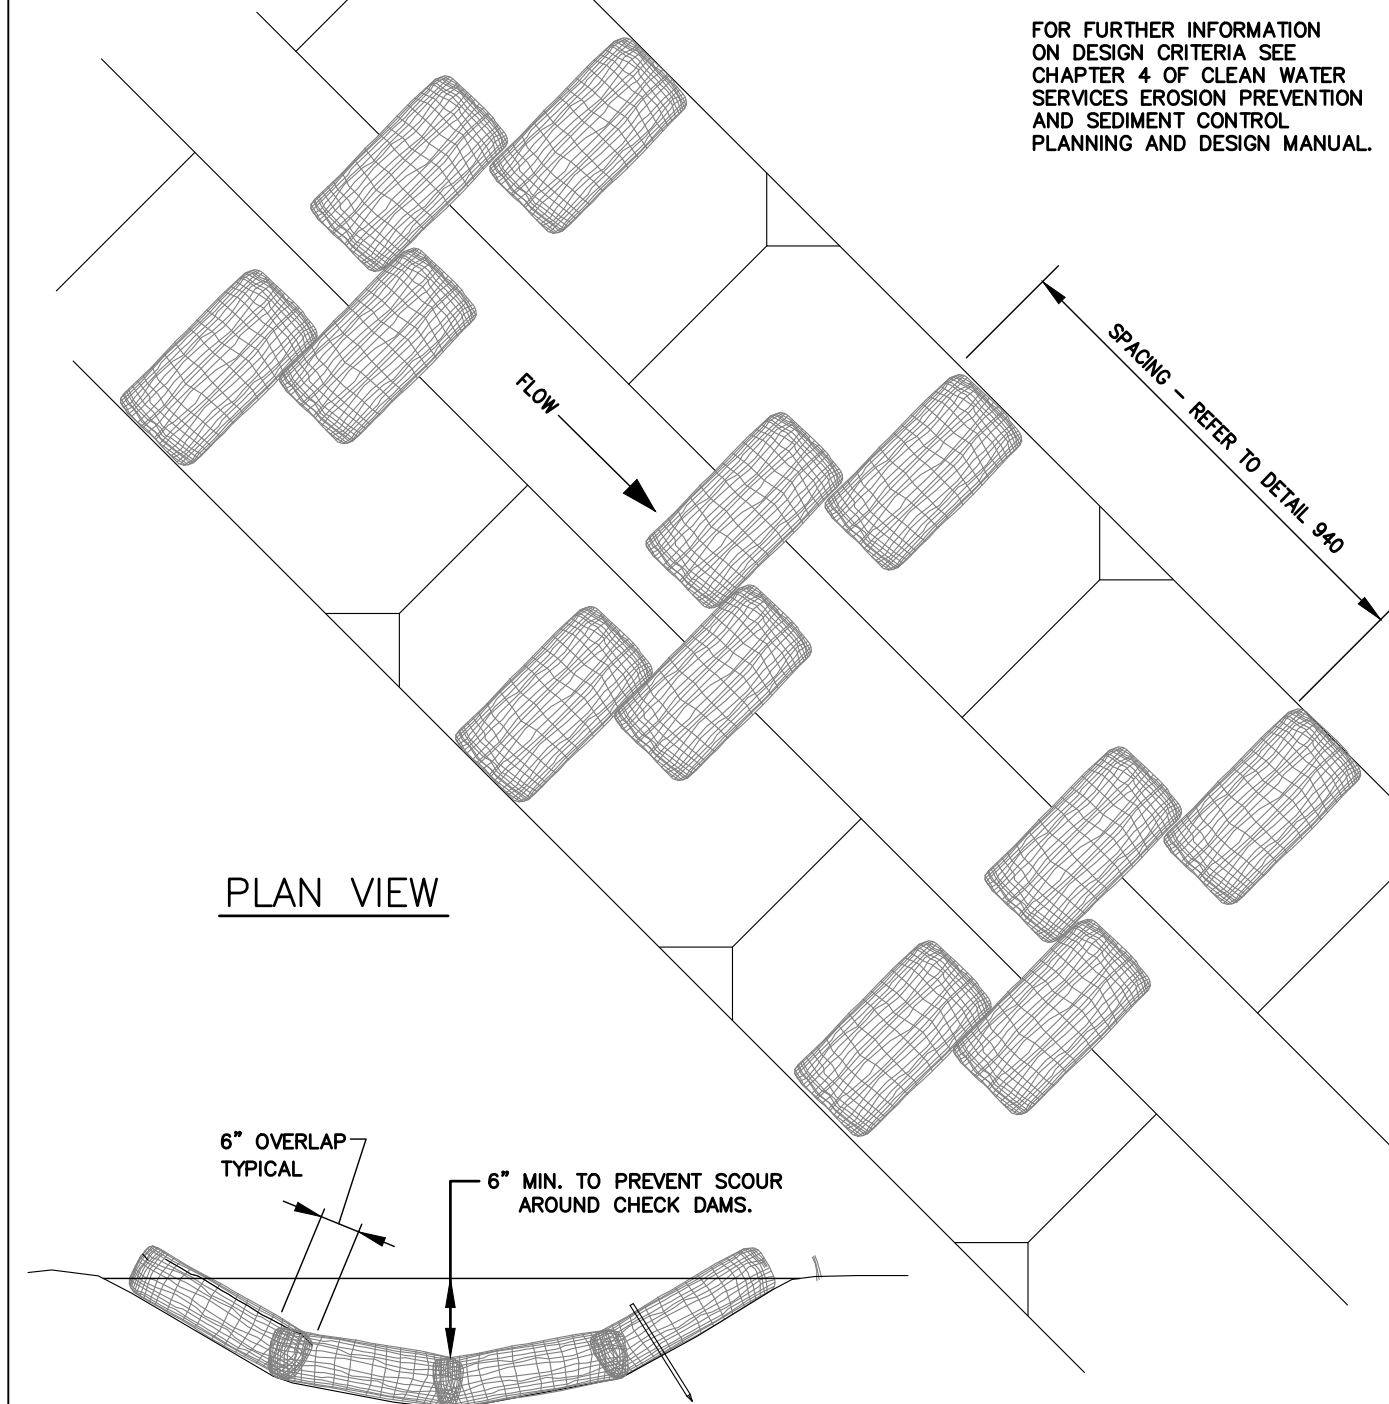 FOR FURTHER INFORMATION
ON DESIGN CRITERIA SEE
CHAPTER 4 OF CLEAN WATER
SERVICES EROSION PREVENTION
AND SEDIMENT CONTROL
PLANNING AND DESIGN MANUAL.
SPACING - REFER TO DETAIL 940
FLOW
PLAN VIEW
6" OVERLAP
TYPICAL
6" MIN. TO PREVENT SCOUR
AROUND CHECK DAMS.